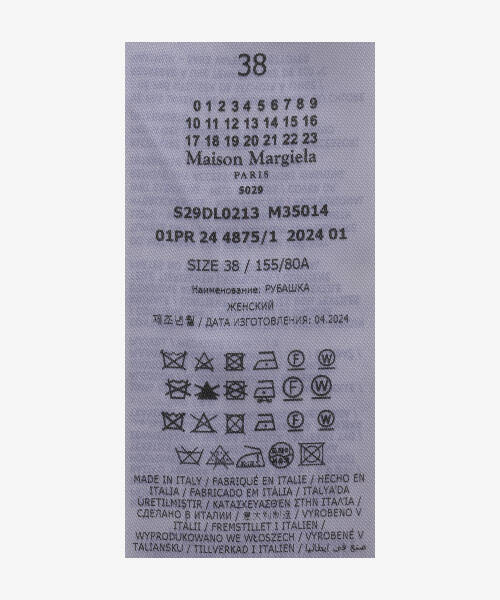 38
0 1 2 3 4 5 6 7 8 9
10 11 12 13 14 15 16
17 18 19 20 21 22 23
Maison Margiela
PARIS
S029
S29DL0213 M35014
01PR 24 4875/1 2024 01
SIZE 38 / 155/80A
Наименование: РУБАШКА
ЖЕНСКИЙ
제조년월 / ДАТА ИЗГОТОВЛЕНИЯ: 04.2024
F W
F W
F W
MADE IN ITALY / FABRIQUÉ EN ITALIE / HECHO EN
ITALIA / FABRICADO EM ITÁLIA / ITALYA'DA
ÜRETILMIŞTIR / ΚΑΤΑΣΚΕΥΑΣΘΕΝ ΣΤΗΝ ΙΤΑΛΊΑ /
СДЕЛАНО В ИТАЛИИ / / VYROBENO V
ITÁLII / FREMSTILLET I ITALIEN /
WYPRODUKOWANO WE WŁOSZECH / VYROBENÉ V
TALIANSKU / TILLVERKAD I ITALIEN / صنع في إيطاليا